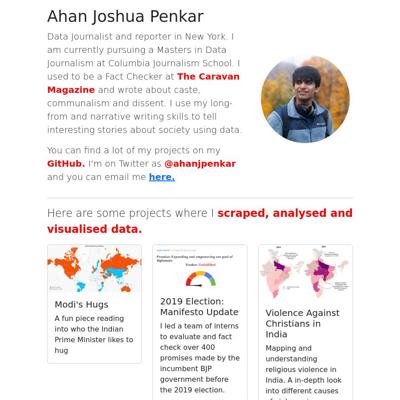 Ahan Joshua Penkar
Data Journalist and reporter in New York. I
am currently pursuing a Masters in Data
Journalism at Columbia Journalism School. I
used to be a Fact Checker at The Caravan
Magazine and wrote about caste,
communalism and dissent. I use my long-
from and narrative writing skills to tell
interesting stories about society using data.
You can find a lot of my projects on my
GitHub. I'm on Twitter as @ahanjpenkar
and you can email me here.
Here are some projects where I scraped, analysed and
visualised data.
Modi's Hugs
A fun piece reading
into who the Indian
Prime Minister likes to
hug
2019 Election:
Manifesto Update
I led a team of interns
to evaluate and fact
check over 400
promises made by the
incumbent BJP
government before
the 2019 election.
Violence Against
Christians in
India
Mapping and
understanding
religious violence in
India. A in-depth look
into different causes